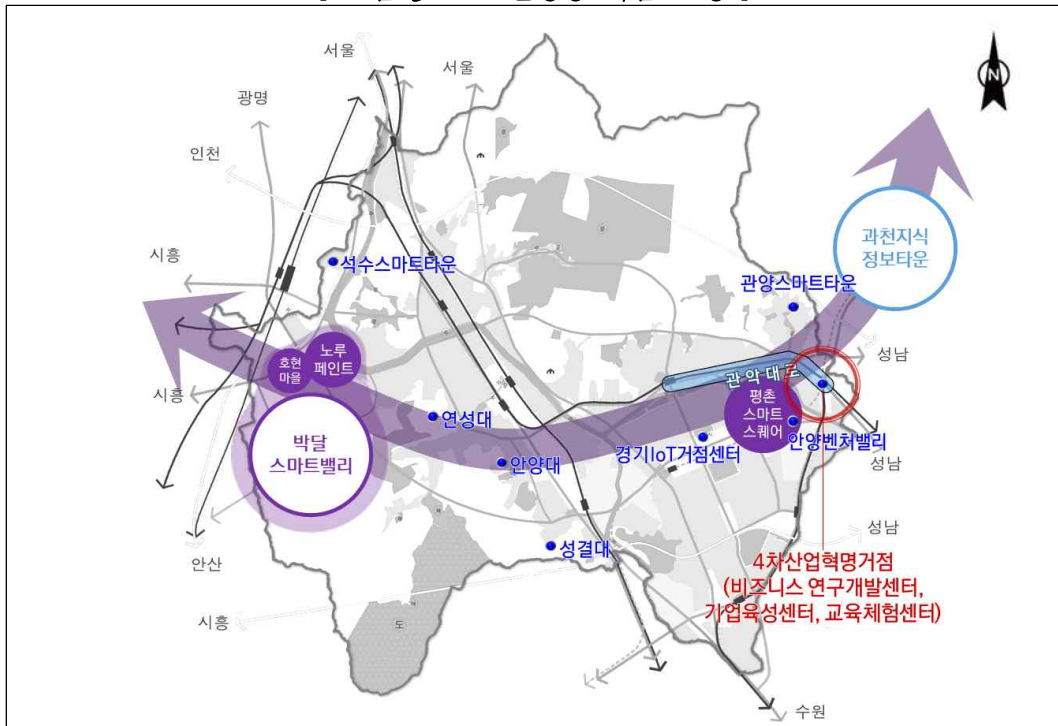 서울
서울
광명
인천
N
과천지식
정보타운
시흥
석수스마트타운
관양스마트타운
성남
호현
마을
노루
페인트
관악대로
시흥
평촌
스마트
스퀘어
연성대
안양벤처밸리
박달
스마트밸리
경기IoT거점센터
안양대
성남
성남
성결대
4차산업혁명거점
(비즈니스 연구개발센터,
기업육성센터, 교육체험센터)
안산
시흥
도
수원